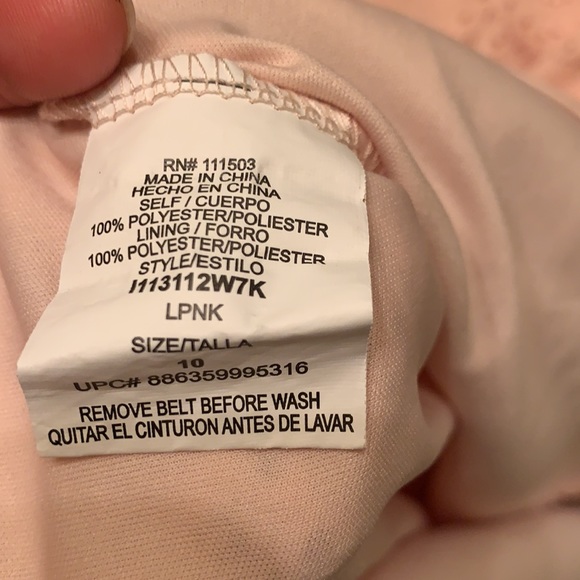 RN# 111503
MADE IN CHINA
HECHO EN CHINA
SELF / CUERPO
100% POLYESTER/POLIESTER
LINING / FORRO
100% POLYESTER/POLIESTER
STYLE/ESTILO
J113112W7K
LPNK
SIZE/TALLA
10
UPC# 886359995316
REMOVE BELT BEFORE WASH
QUITAR EL CINTURON ANTES DE LAVAR